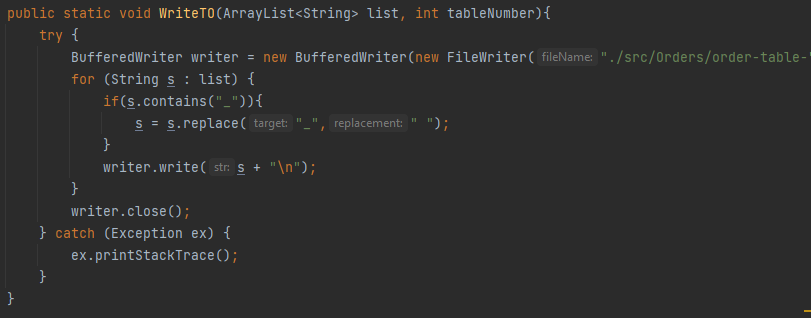 public static void WriteTO(ArrayList<String> list, int tableNumber){
    try {
        BufferedWriter writer = new BufferedWriter(new FileWriter( fileName: "./src/Orders/order-table-"
        for (String s : list) {
            if(s.contains("_")){
                s = s.replace( target: "_", replacement: " ");
            }
            writer.write( str: s + "\n");
        }
        writer.close();
    } catch (Exception ex) {
        ex.printStackTrace();
    }
}